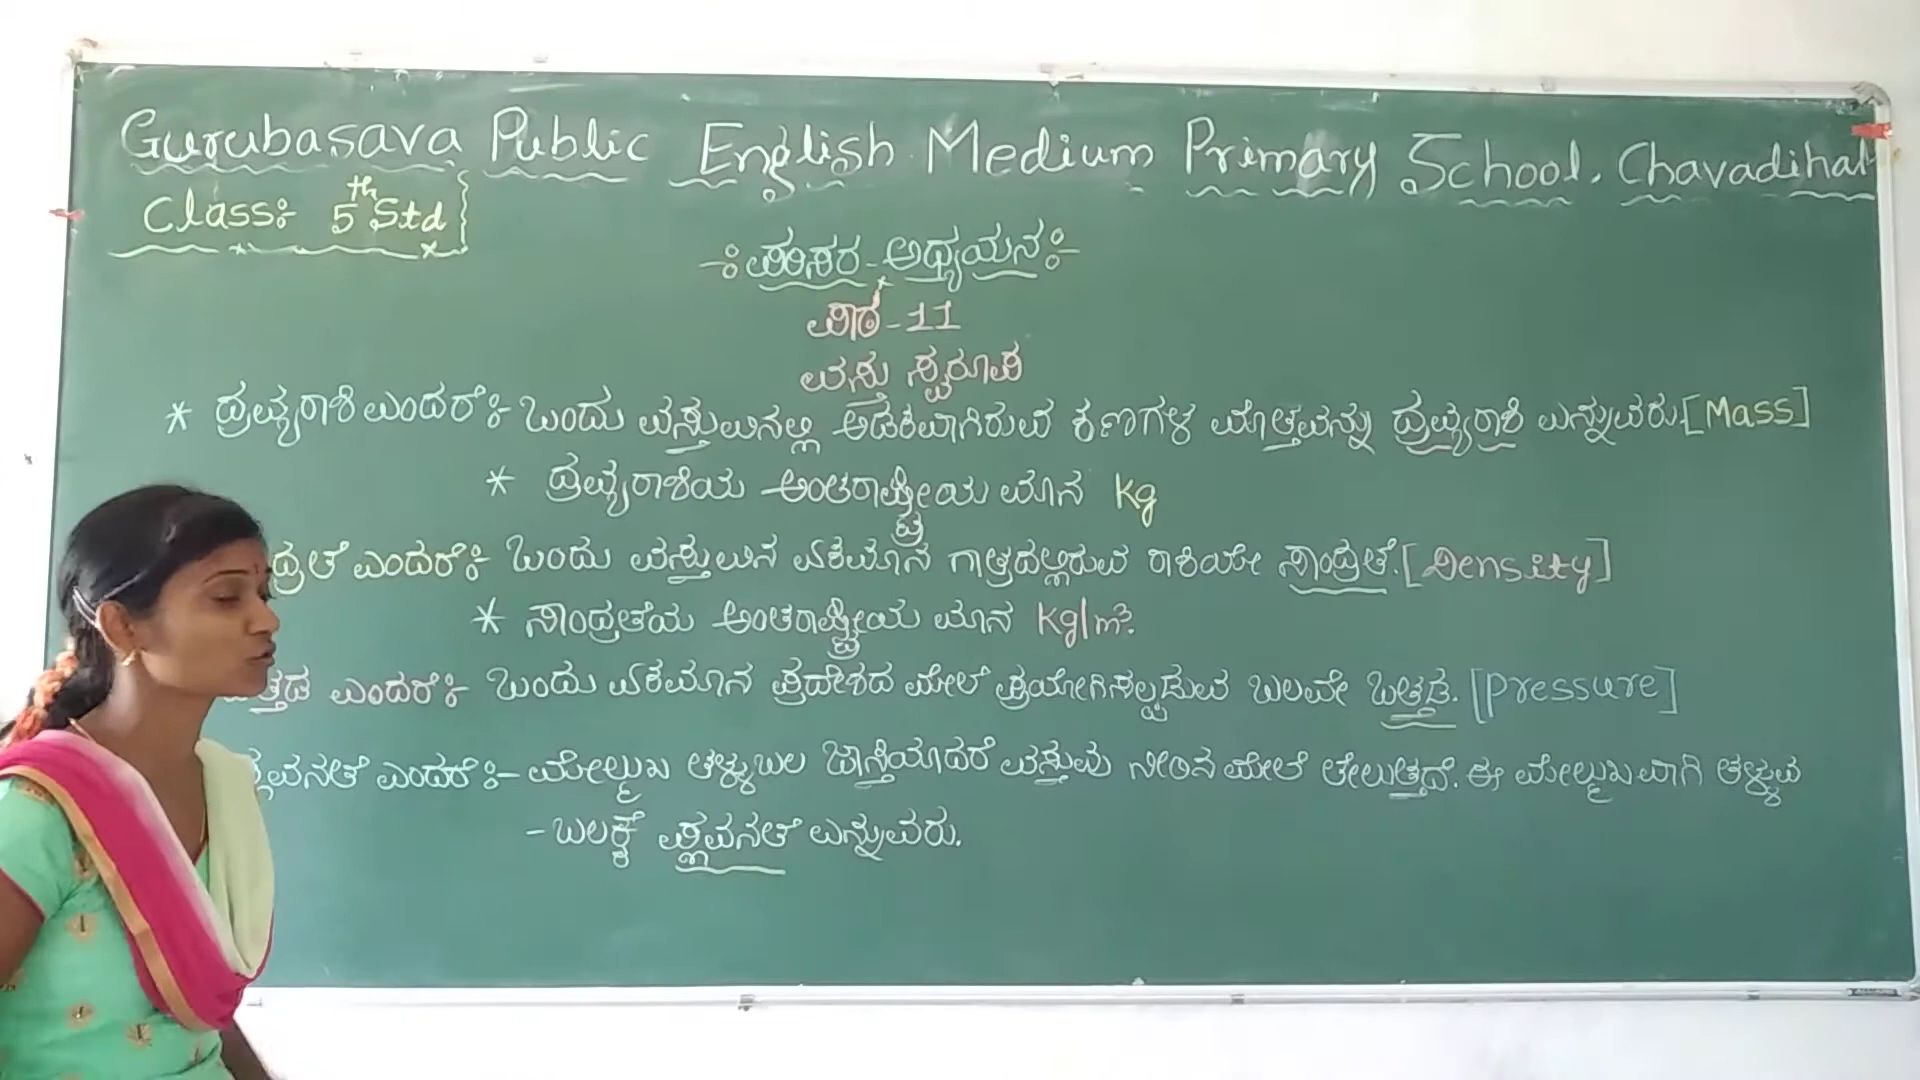 Gurubasava Public English Medium Primary School, Chavadihal
Class:- 5th Std
-: ಪರಿಸರ - ಅಧ್ಯಯನ :-
ಪಾಠ - 11
ವಸ್ತು ಸ್ವರೂಪ
* ದ್ರವ್ಯರಾಶಿ ಎಂದರೆ :- ಒಂದು ವಸ್ತುವಿನಲ್ಲಿ ಅಡಕವಾಗಿರುವ ಕಣಗಳ ಮೊತ್ತವನ್ನು ದ್ರವ್ಯರಾಶಿ ಎನ್ನುವರು. [Mass]
* ದ್ರವ್ಯರಾಶಿಯ ಅಂತರಾಷ್ಟ್ರೀಯ ಮಾನ Kg
ದ್ರತೆ ಎಂದರೆ :- ಒಂದು ವಸ್ತುವಿನ ಏಕಮಾನ ಗಾತ್ರದಲ್ಲಿರುವ ರಾಶಿಯೇ ಸಾಂದ್ರತೆ. [Density]
* ಸಾಂದ್ರತೆಯ ಅಂತರಾಷ್ಟ್ರೀಯ ಮಾನ Kg/m³.
ತ್ತಡ ಎಂದರೆ :- ಒಂದು ಏಕಮಾನ ಪ್ರದೇಶದ ಮೇಲೆ ಪ್ರಯೋಗಿಸಲ್ಪಡುವ ಬಲವೇ ಒತ್ತಡ. [Pressure]
ಲವನತೆ ಎಂದರೆ :- ಮೇಲ್ಮುಖ ತಳ್ಳುಬಲ ಜಾಸ್ತಿಯಾದರೆ ವಸ್ತುವು ನೀರಿನ ಮೇಲೆ ತೇಲುತ್ತದೆ. ಈ ಮೇಲ್ಮುಖವಾಗಿ ತಳ್ಳುವ
- ಬಲಕ್ಕೆ ಪ್ಲವನತೆ ಎನ್ನುವರು.